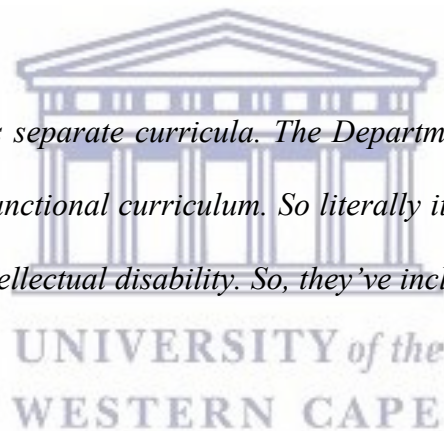 separate curricula. The Departm
unctional curriculum. So literally it
ellectual disability. So, they've incl
UNIVERSITY of the
WESTERN CAPE